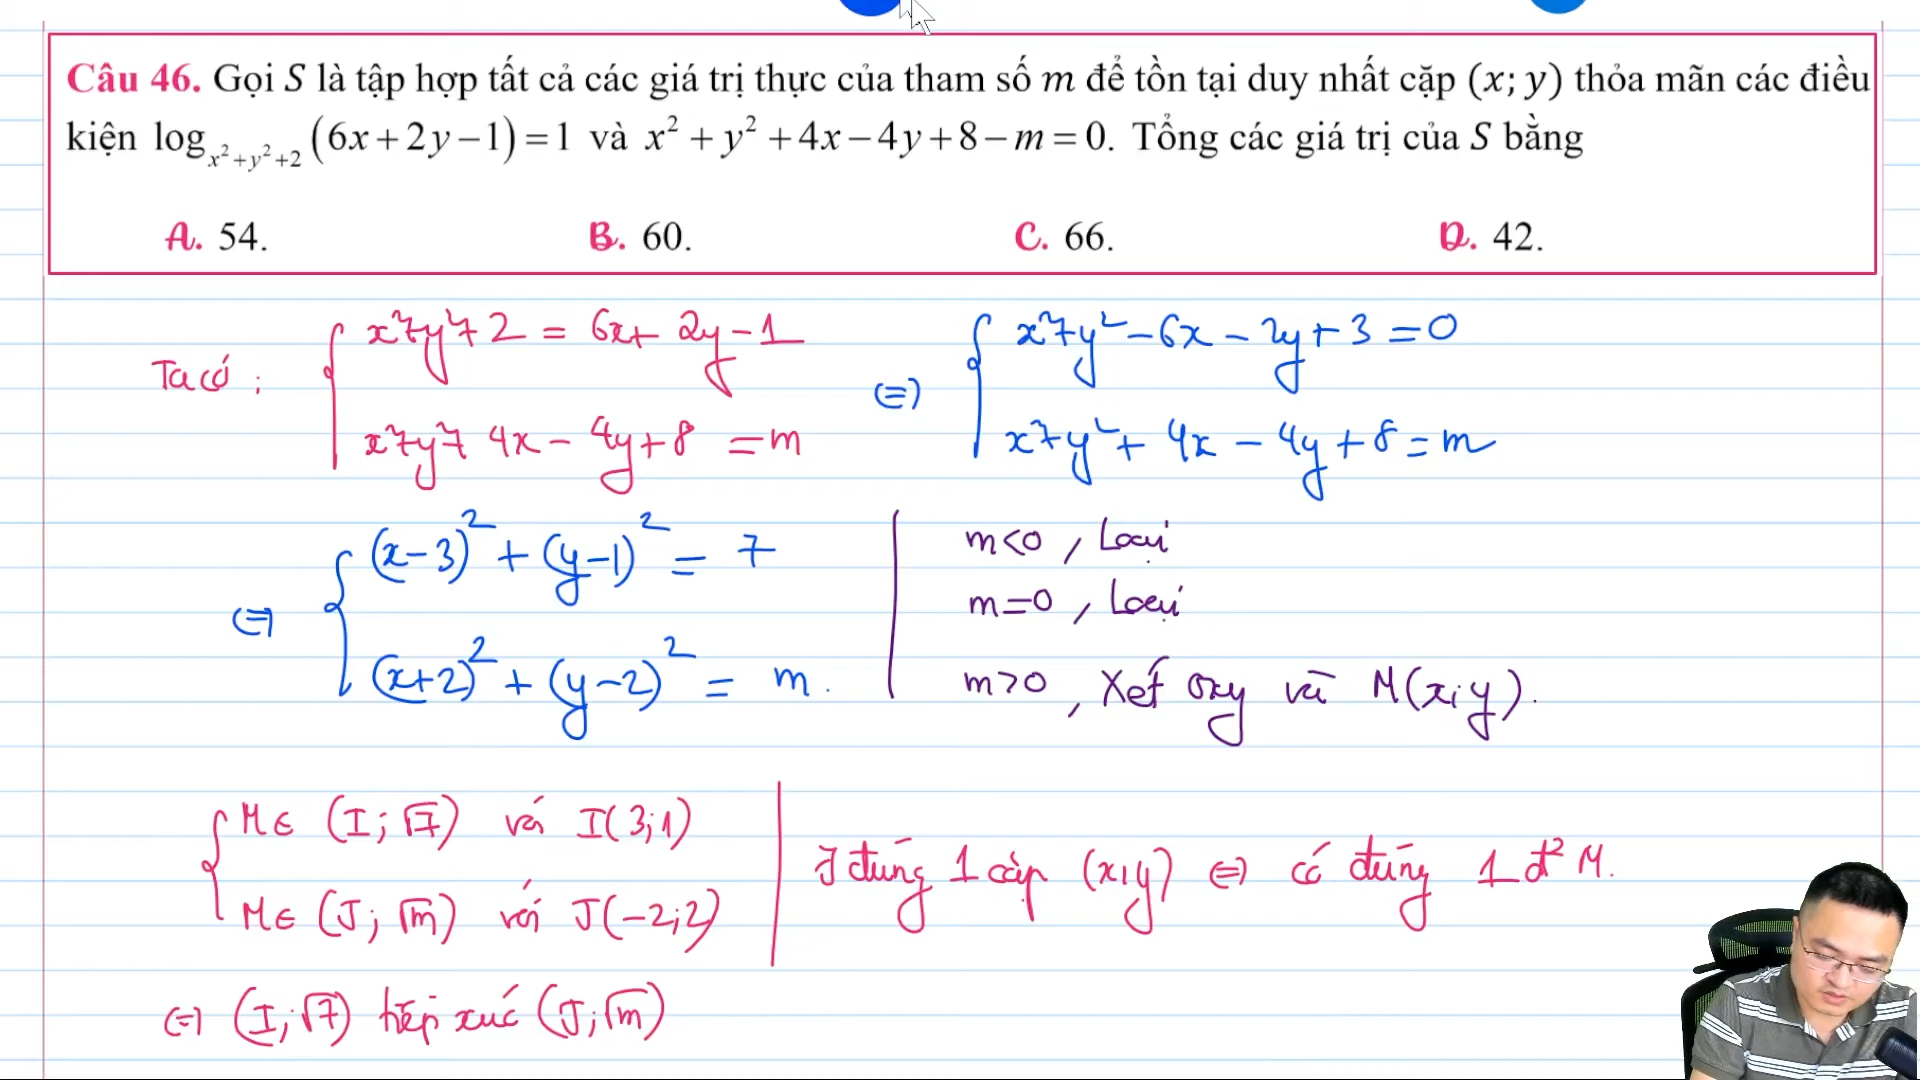 Câu 46. Gọi S là tập hợp tất cả các giá trị thực của tham số m để tồn tại duy nhất cặp (x; y) thỏa mãn các điều
kiện log_{x²+y²+2} (6x+2y−1) = 1 và x² + y² + 4x − 4y + 8 − m = 0. Tổng các giá trị của S bằng
A. 54. B. 60. C. 66. D. 42.
Ta có : { x²+y²+2 = 6x+ 2y−1
x²+y²+ 4x − 4y+8 = m
⇔ { x²+y²−6x − 2y+3 =0
x²+y²+ 4x − 4y+8=m
⇔ { (x−3)² + (y−1)² = 7
(x+2)² + (y−2)² = m.
m<0 , Loại
m=0 , Loại
m>0 , Xét Oxy và M(x;y).
{ M∈ (I; √7) với I(3;1)
M∈ (J; √m) với J(−2;2)
∃ đúng 1 cặp (x;y) ⇔ có đúng 1 đ² M.
⇔ (I;√7) tiếp xúc (J;√m)